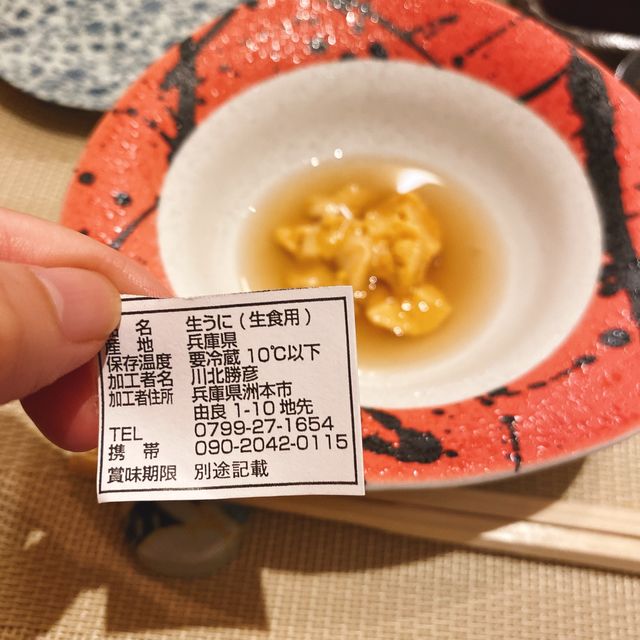 名 生うに(生食用)
産 地 兵庫県
保存温度 要冷蔵 10℃以下
加工者名 川北勝彦
加工者住所 兵庫県洲本市
由良 1-10 地先
TEL 0799-27-1654
携 帯 090-2042-0115
賞味期限 別途記載